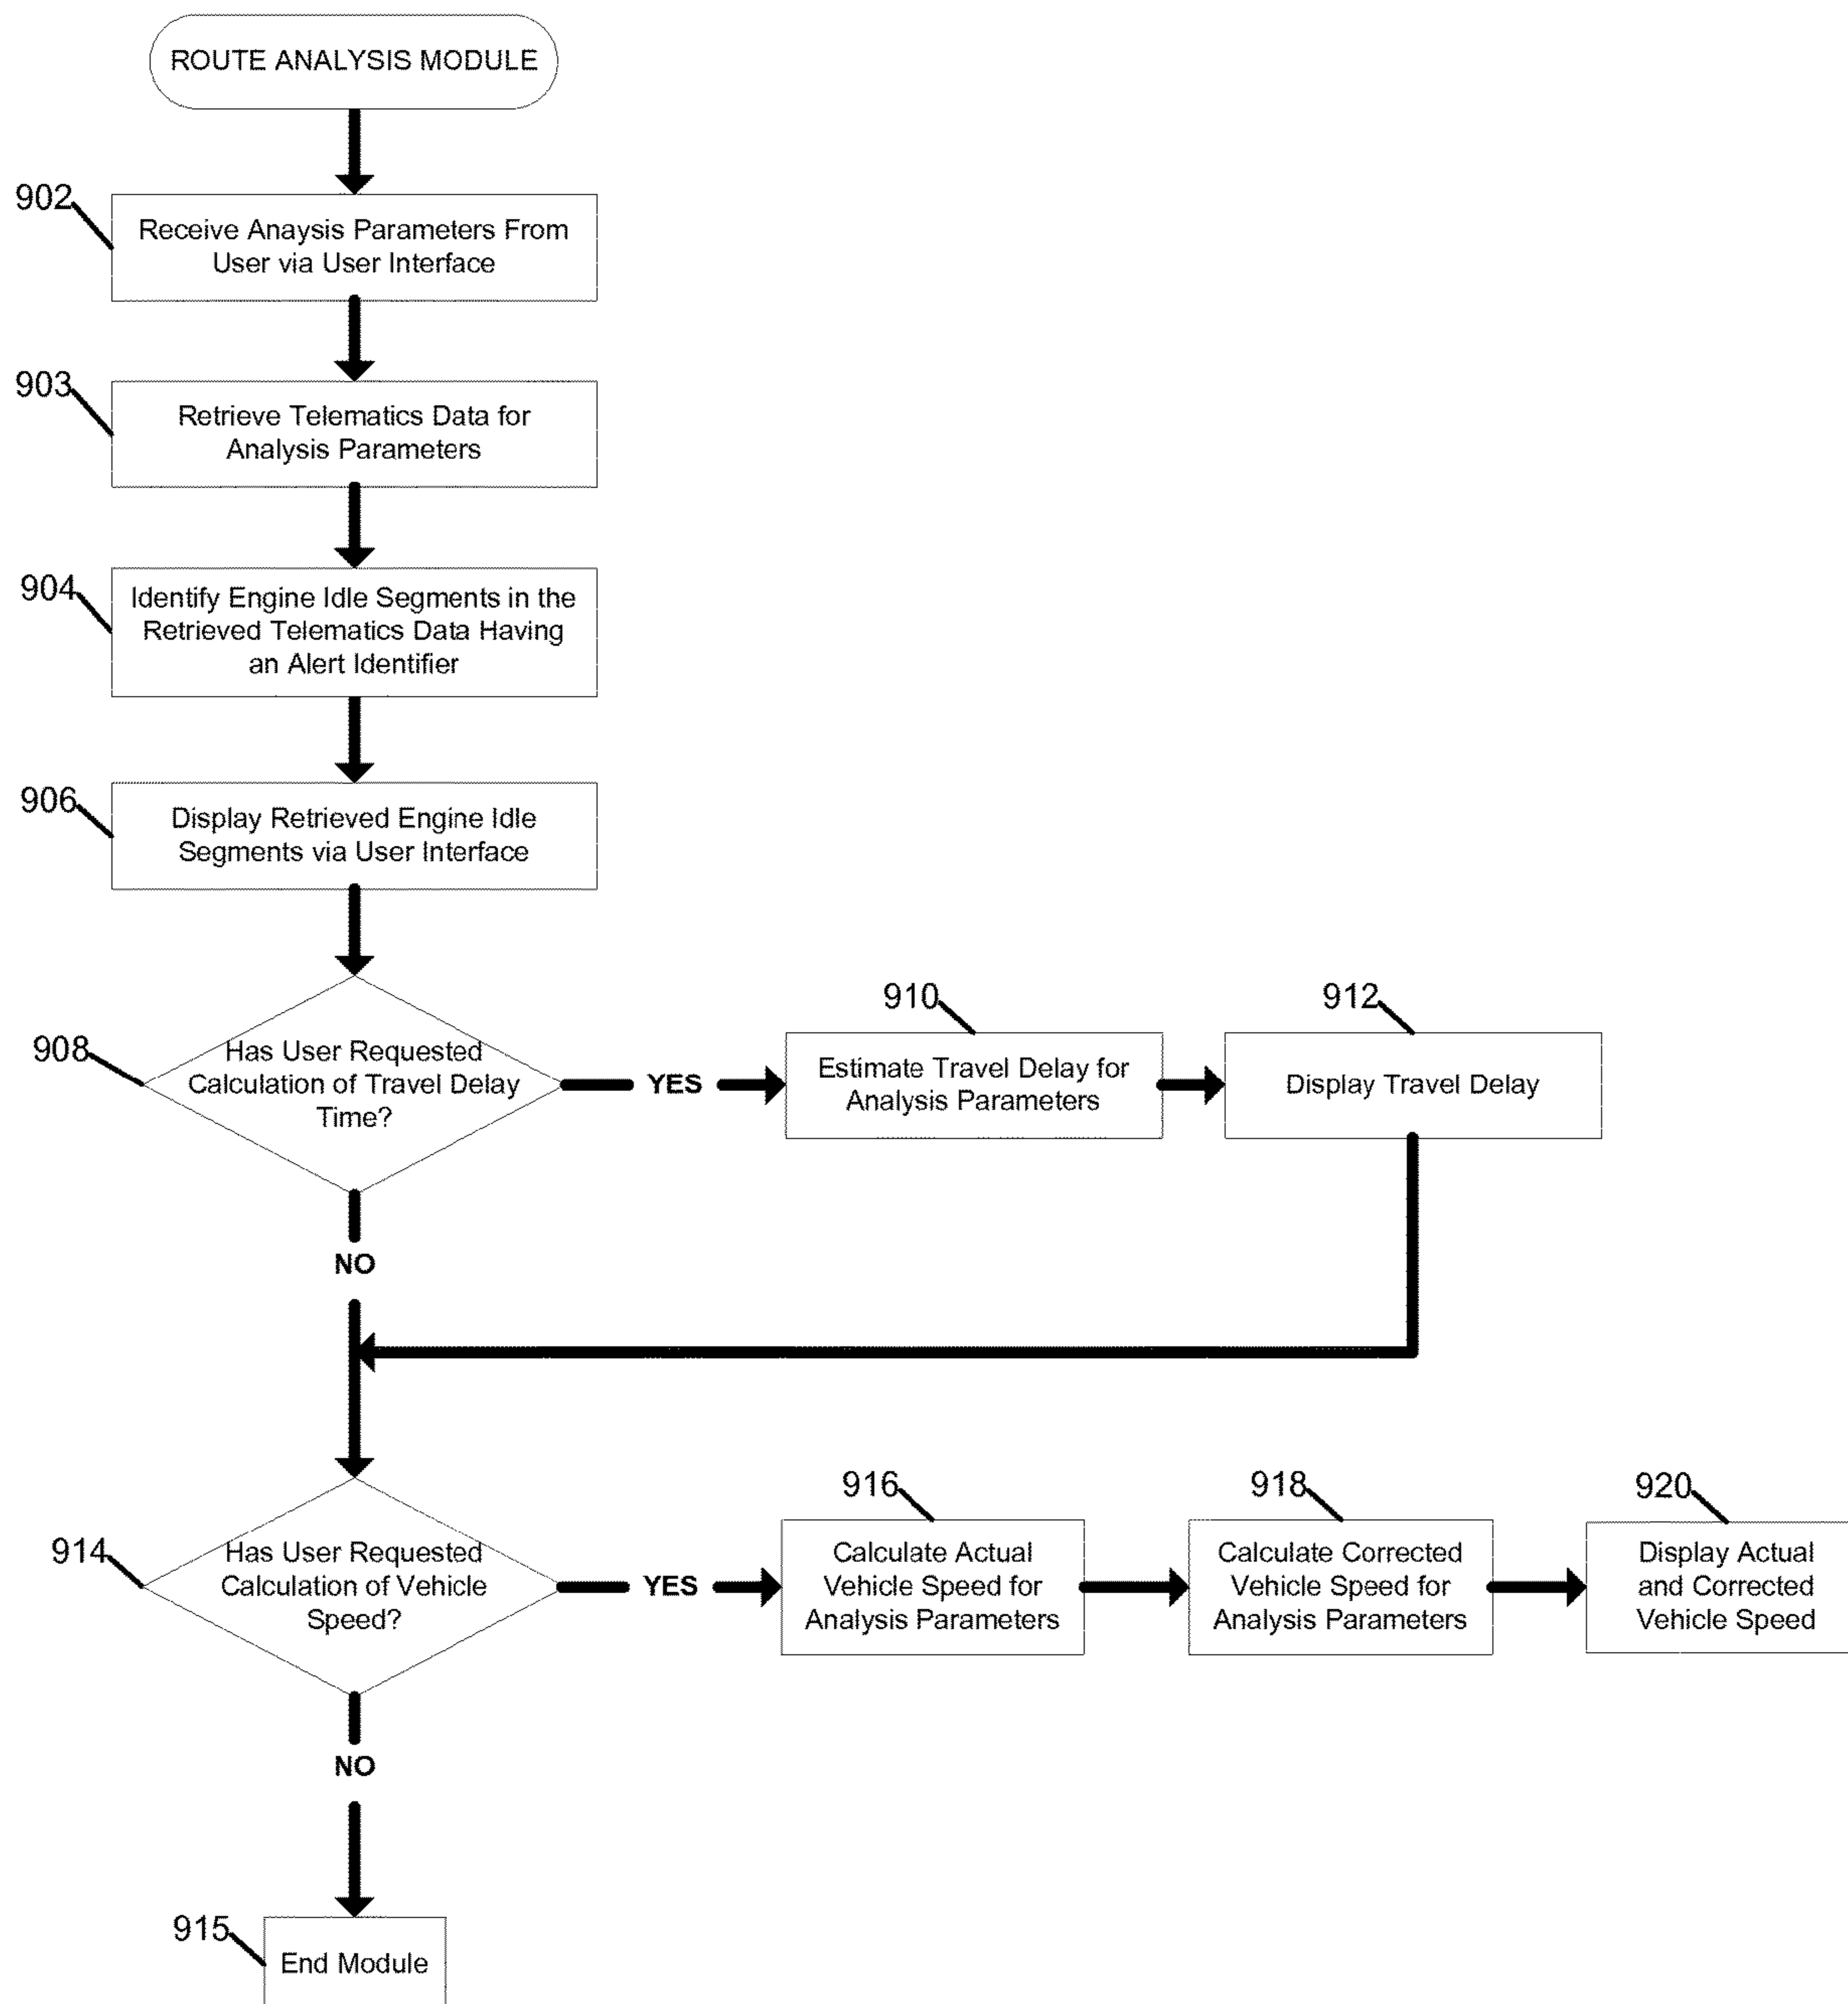 ROUTE ANALYSIS MODULE
902
Receive Anaysis Parameters From
User via User Interface
903
Retrieve Telematics Data for
Analysis Parameters
904
Identify Engine Idle Segments in the
Retrieved Telematics Data Having
an Alert Identifier
906
Display Retrieved Engine Idle
Segments via User Interface
908
Has User Requested
Calculation of Travel Delay
Time?
YES
910
Estimate Travel Delay for
Analysis Parameters
912
Display Travel Delay
NO
914
Has User Requested
Calculation of Vehicle
Speed?
YES
916
Calculate Actual
Vehicle Speed for
Analysis Parameters
918
Calculate Corrected
Vehicle Speed for
Analysis Parameters
920
Display Actual
and Corrected
Vehicle Speed
NO
915
End Module